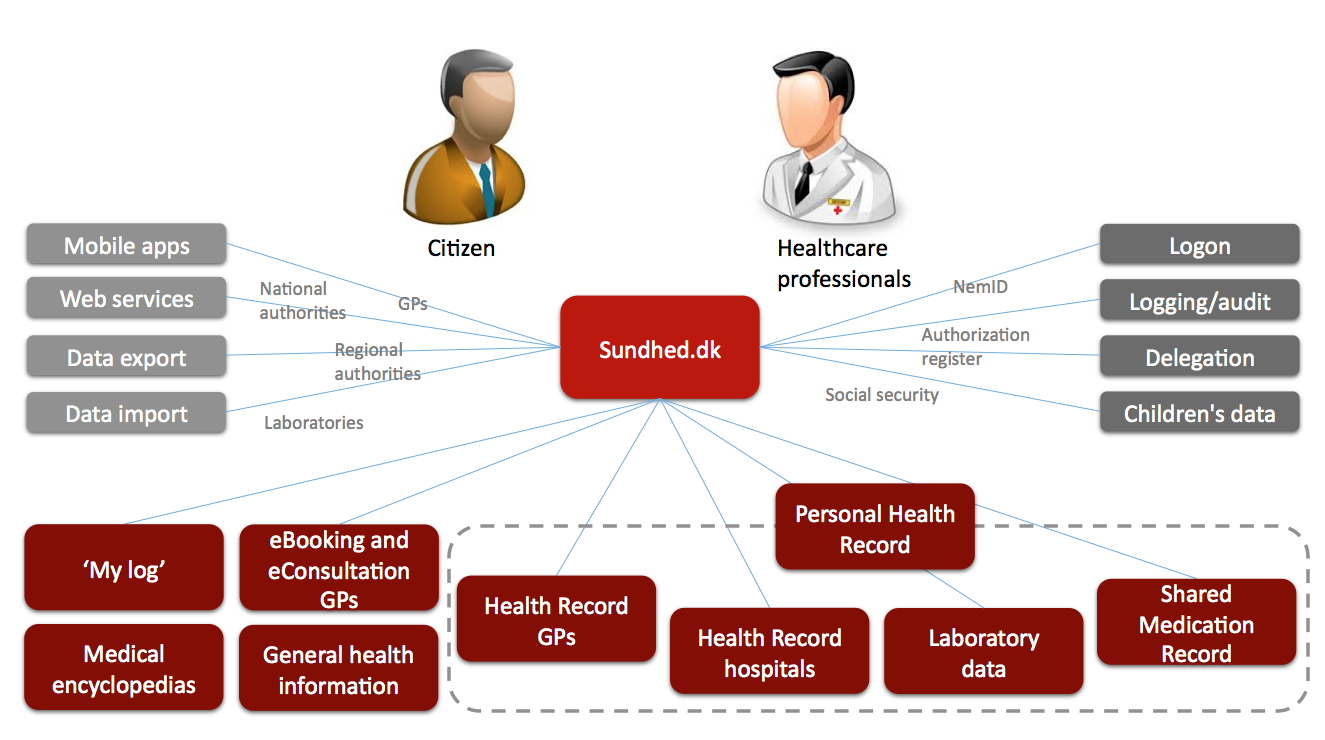 Citizen
Healthcare
professionals
Mobile apps
Web services
Data export
Data import
National
authorities
GPs
Regional
authorities
Laboratories
Sundhed.dk
NemID
Authorization
register
Social security
Logon
Logging/audit
Delegation
Children's data
‘My log’
eBooking and
eConsultation
GPs
Medical
encyclopedias
General health
information
Personal Health
Record
Health Record
GPs
Health Record
hospitals
Laboratory
data
Shared
Medication
Record